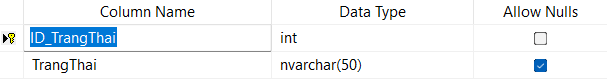 Column Name Data Type Allow Nulls
ID_TrangThai int
TrangThai nvarchar(50)